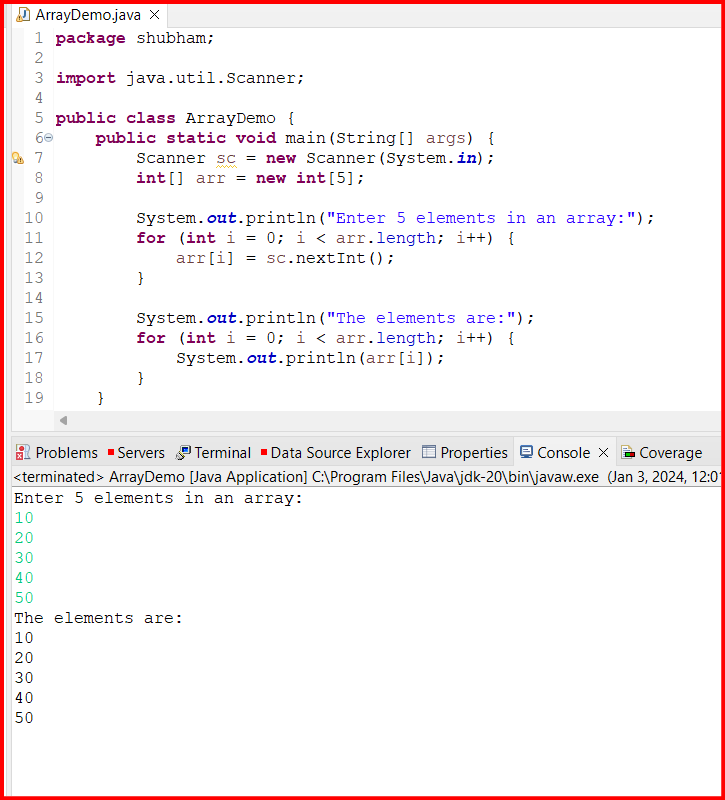 ArrayDemo.java
1 package shubham;
2
3 import java.util.Scanner;
4
5 public class ArrayDemo {
6     public static void main(String[] args) {
7         Scanner sc = new Scanner(System.in);
8         int[] arr = new int[5];
9
10         System.out.println("Enter 5 elements in an array:");
11         for (int i = 0; i < arr.length; i++) {
12             arr[i] = sc.nextInt();
13         }
14
15         System.out.println("The elements are:");
16         for (int i = 0; i < arr.length; i++) {
17             System.out.println(arr[i]);
18         }
19     }
Problems Servers Terminal Data Source Explorer Properties Console Coverage
<terminated> ArrayDemo [Java Application] C:\Program Files\Java\jdk-20\bin\javaw.exe (Jan 3, 2024, 12:01
Enter 5 elements in an array:
10
20
30
40
50
The elements are:
10
20
30
40
50